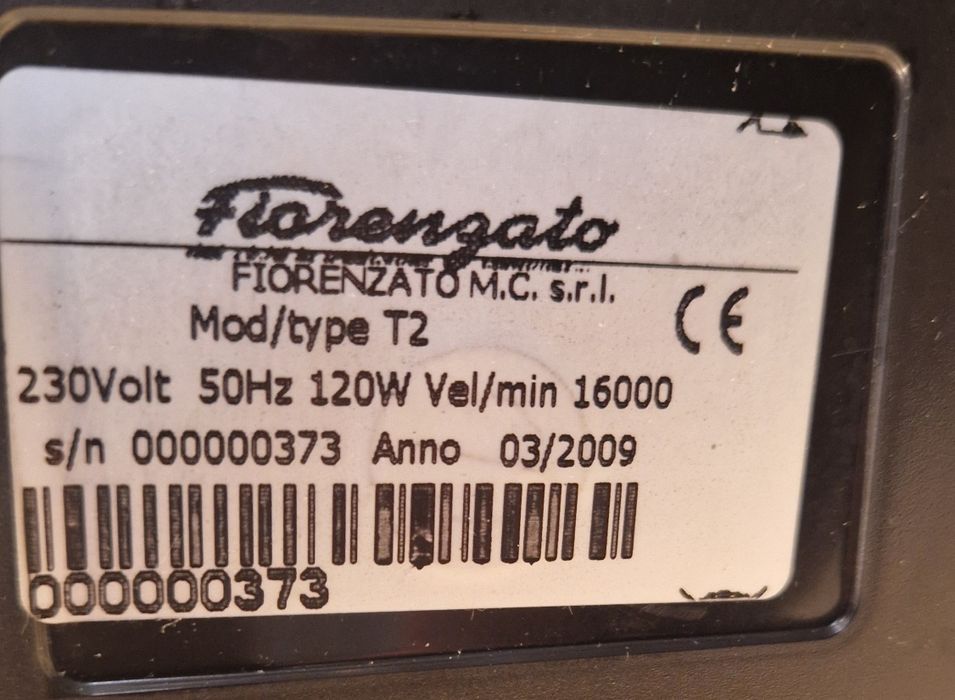 Fiorenzato
FIORENZATO M.C. s.r.l.
Mod/type T2
CE
230Volt 50Hz 120W Vel/min 16000
s/n 000000373 Anno 03/2009
000000373